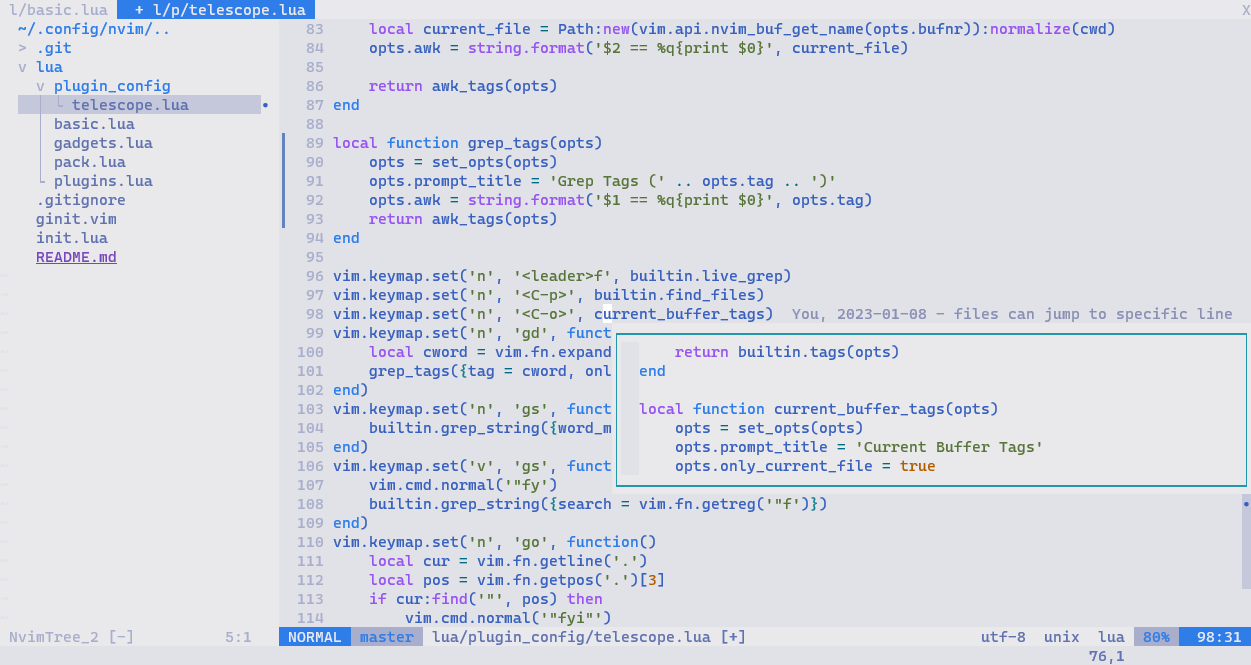 l/basic.lua + l/p/telescope.lua X
~/.config/nvim/..
> .git
v lua
v plugin_config
└ telescope.lua •
basic.lua
gadgets.lua
pack.lua
└ plugins.lua
.gitignore
ginit.vim
init.lua
README.md
83 local current_file = Path:new(vim.api.nvim_buf_get_name(opts.bufnr)):normalize(cwd)
84 opts.awk = string.format('$2 == %q{print $0}', current_file)
85
86 return awk_tags(opts)
87 end
88
89 local function grep_tags(opts)
90 opts = set_opts(opts)
91 opts.prompt_title = 'Grep Tags (' .. opts.tag .. ')'
92 opts.awk = string.format('$1 == %q{print $0}', opts.tag)
93 return awk_tags(opts)
94 end
95
96 vim.keymap.set('n', '<leader>f', builtin.live_grep)
97 vim.keymap.set('n', '<C-p>', builtin.find_files)
98 vim.keymap.set('n', '<C-o>', current_buffer_tags) You, 2023-01-08 - files can jump to specific line
99 vim.keymap.set('n', 'gd', funct
100 local cword = vim.fn.expand
101 grep_tags({tag = cword, onl
102 end)
103 vim.keymap.set('n', 'gs', funct
104 builtin.grep_string({word_m
105 end)
106 vim.keymap.set('v', 'gs', funct
107 vim.cmd.normal('"fy')
108 builtin.grep_string({search = vim.fn.getreg('"f')})
109 end)
110 vim.keymap.set('n', 'go', function()
111 local cur = vim.fn.getline('.')
112 local pos = vim.fn.getpos('.')[3]
113 if cur:find('"', pos) then
114 vim.cmd.normal('"fyi"')
return builtin.tags(opts)
end
local function current_buffer_tags(opts)
opts = set_opts(opts)
opts.prompt_title = 'Current Buffer Tags'
opts.only_current_file = true
NvimTree_2 [-] 5:1 NORMAL master lua/plugin_config/telescope.lua [+] utf-8 unix lua 80% 98:31
76,1